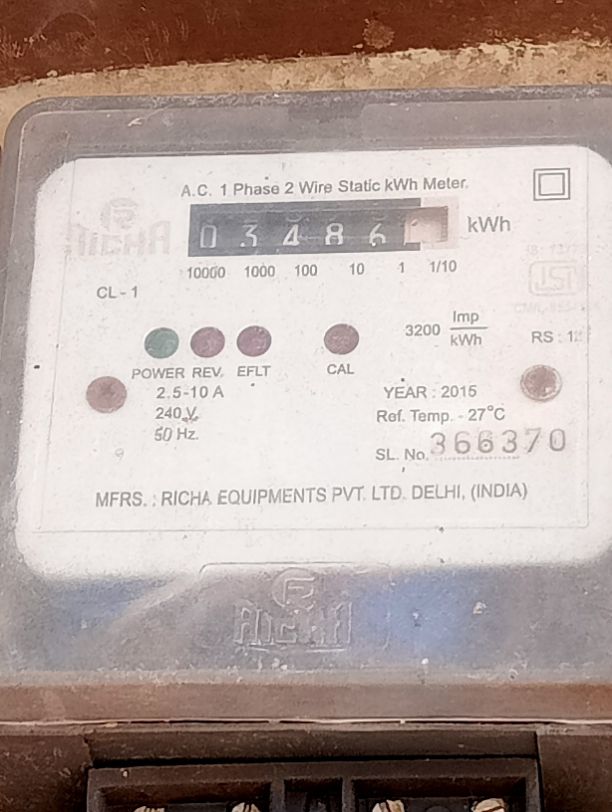 A.C. 1 Phase 2 Wire Static kWh Meter.
0 3 4 8 6 kWh
10000 1000 100 10 1 1/10
CL - 1
3200 Imp/kWh
RS : 1
POWER REV. EFLT CAL
2.5-10 A
240 V.
50 Hz.
YEAR : 2015
Ref. Temp. - 27°C
SL. No. 366370
MFRS. : RICHA EQUIPMENTS PVT. LTD. DELHI, (INDIA)